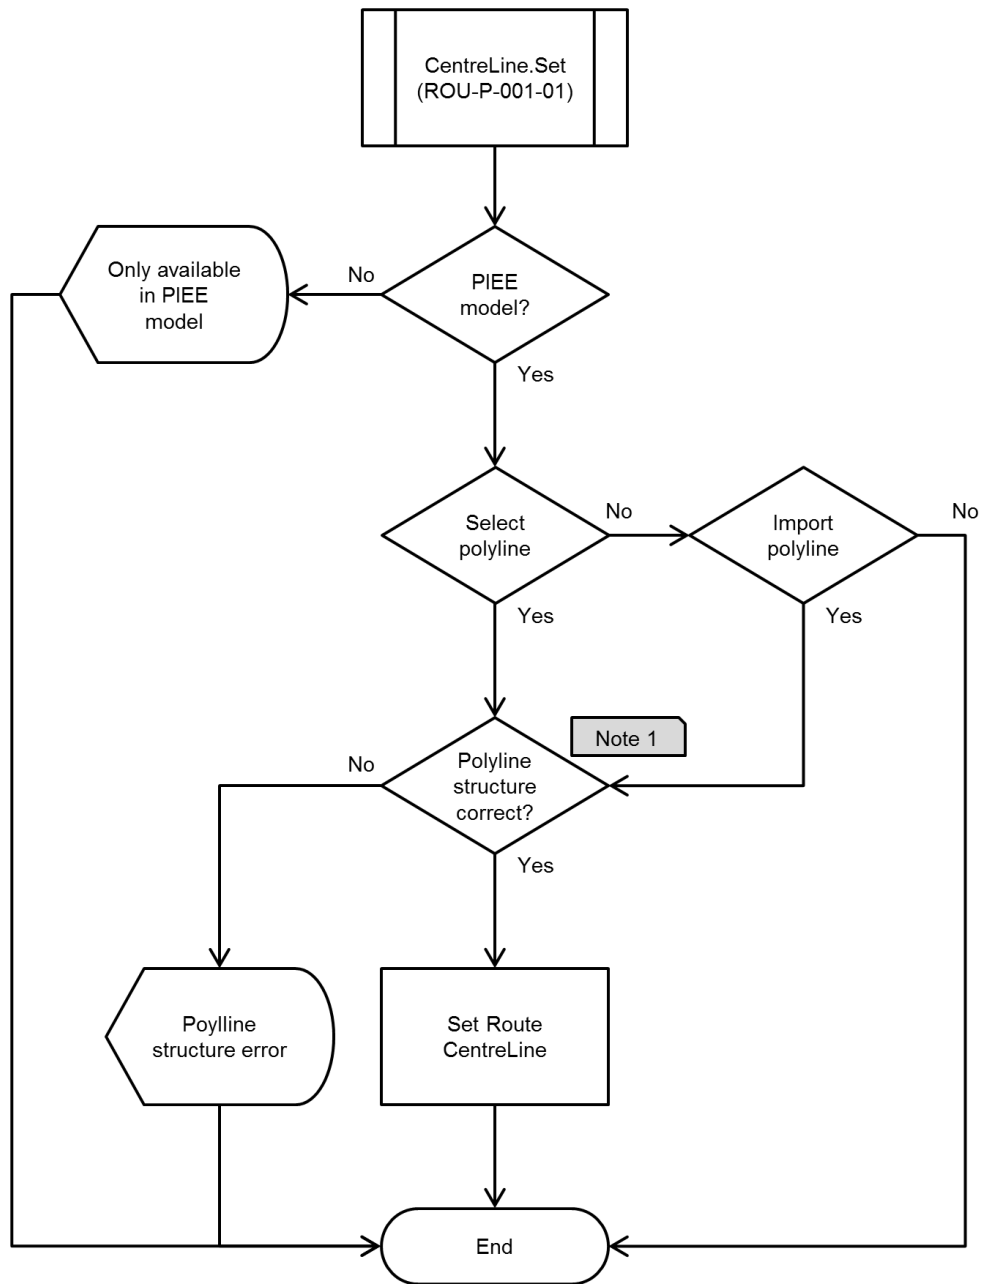 CentreLine.Set
(ROU-P-001-01)
Only available
in PIEE
model
No
PIEE
model?
Yes
Select
polyline
No
Import
polyline
No
Yes
Yes
Note 1
No
Polyline
structure
correct?
Yes
Poylline
structure error
Set Route
CentreLine
End